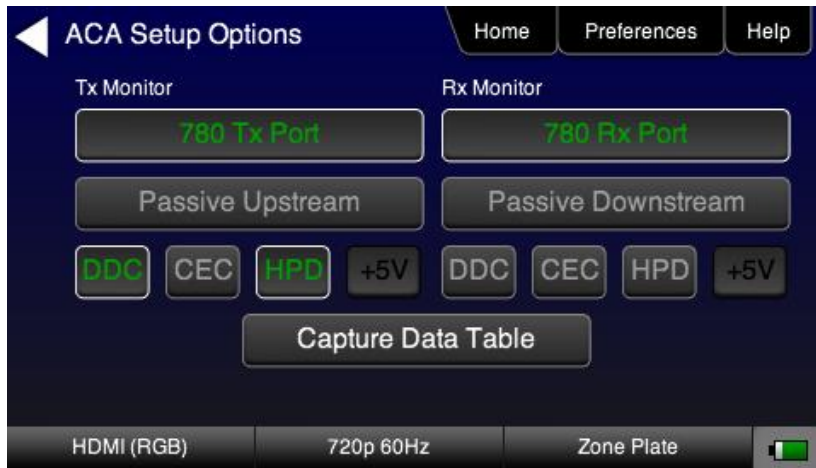 ACA Setup Options Home Preferences Help
Tx Monitor Rx Monitor
780 Tx Port 780 Rx Port
Passive Upstream Passive Downstream
DDC CEC HPD +5V DDC CEC HPD +5V
Capture Data Table
HDMI (RGB) 720p 60Hz Zone Plate